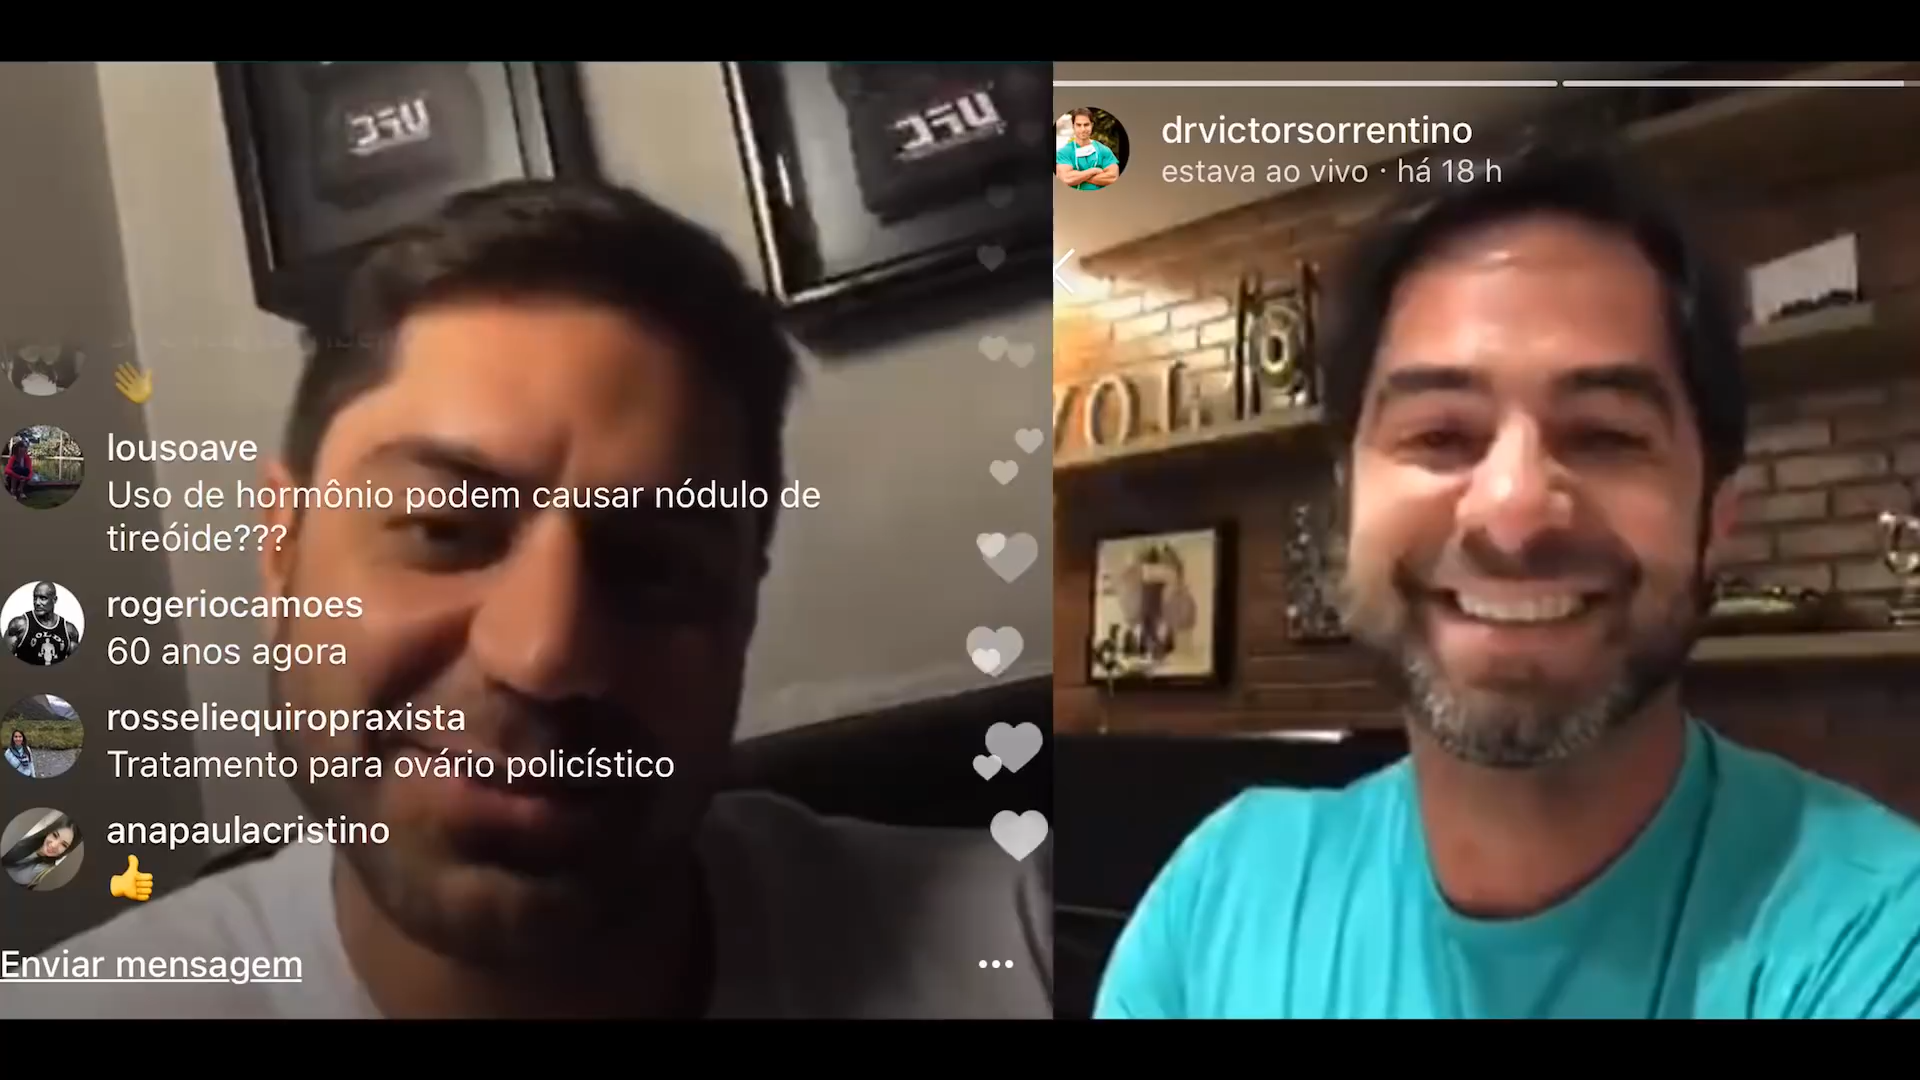 UFC
UFC
lousoave
Uso de hormônio podem causar nódulo de
tireóide???
rogeriocamoes
60 anos agora
rosseliequiropraxista
Tratamento para ovário policístico
anapaulacristino
Enviar mensagem
drvictorsorrentino
estava ao vivo · há 18 h